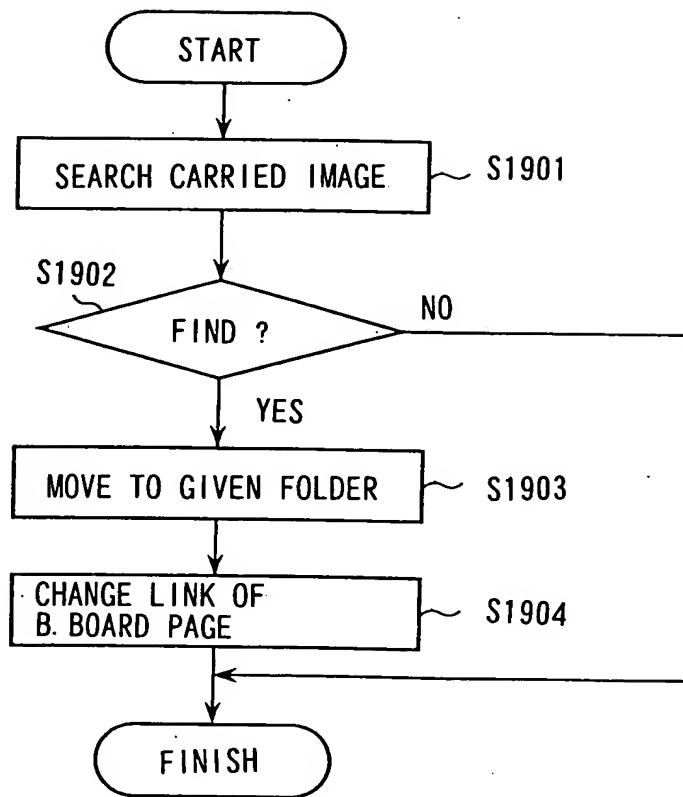 START
SEARCH CARRIED IMAGE
S1901
S1902
FIND ?
NO
YES
MOVE TO GIVEN FOLDER
S1903
CHANGE LINK OF
B. BOARD PAGE
S1904
FINISH